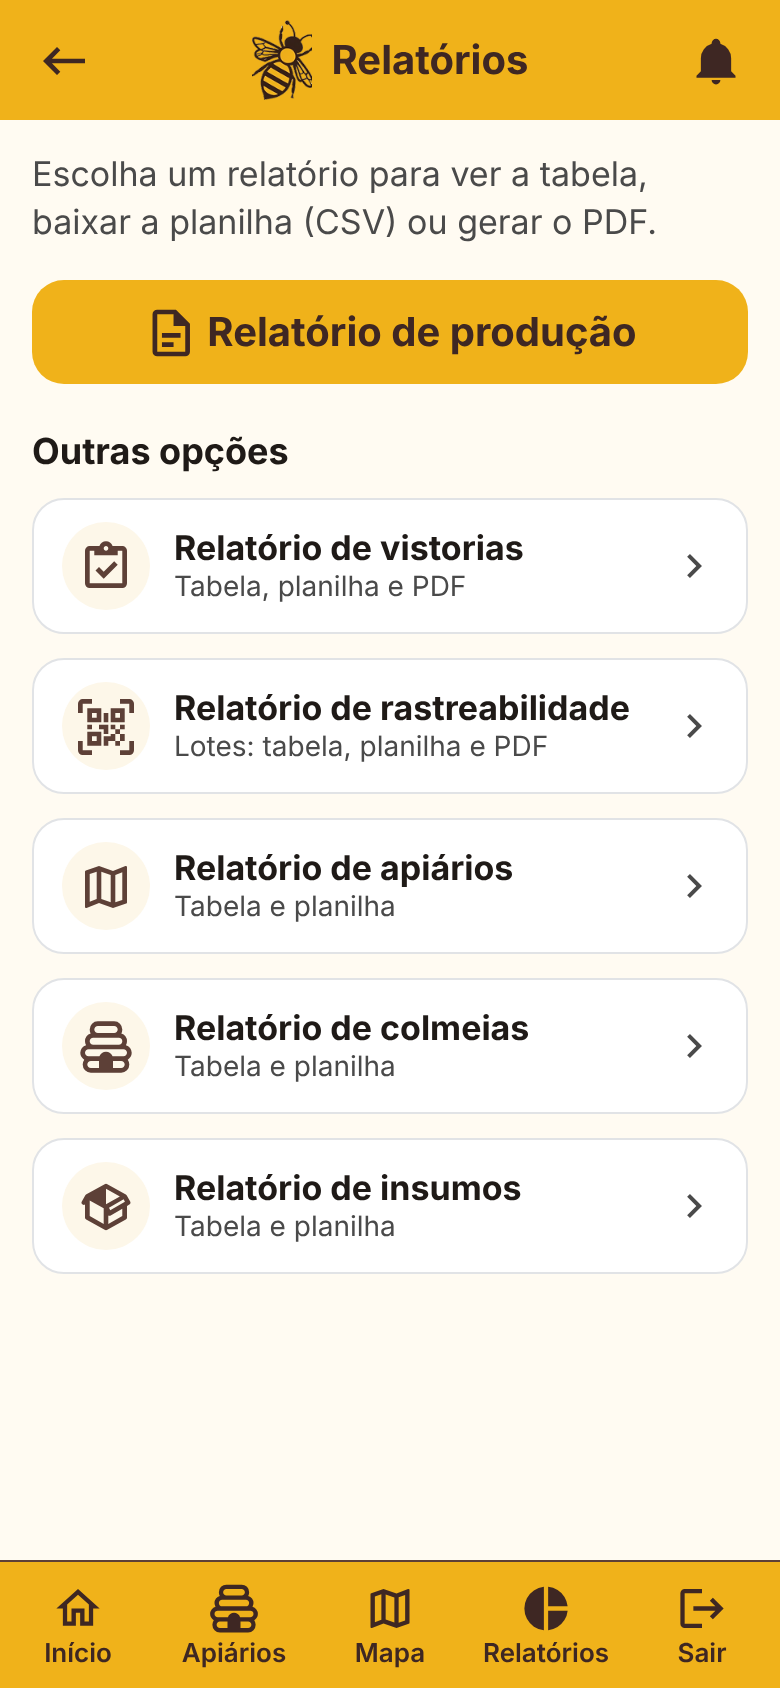 Relatórios
Escolha um relatório para ver a tabela,
baixar a planilha (CSV) ou gerar o PDF.
Relatório de produção
Outras opções
Relatório de vistorias
Tabela, planilha e PDF
Relatório de rastreabilidade
Lotes: tabela, planilha e PDF
Relatório de apiários
Tabela e planilha
Relatório de colmeias
Tabela e planilha
Relatório de insumos
Tabela e planilha
Início
Apiários
Mapa
Relatórios
Sair